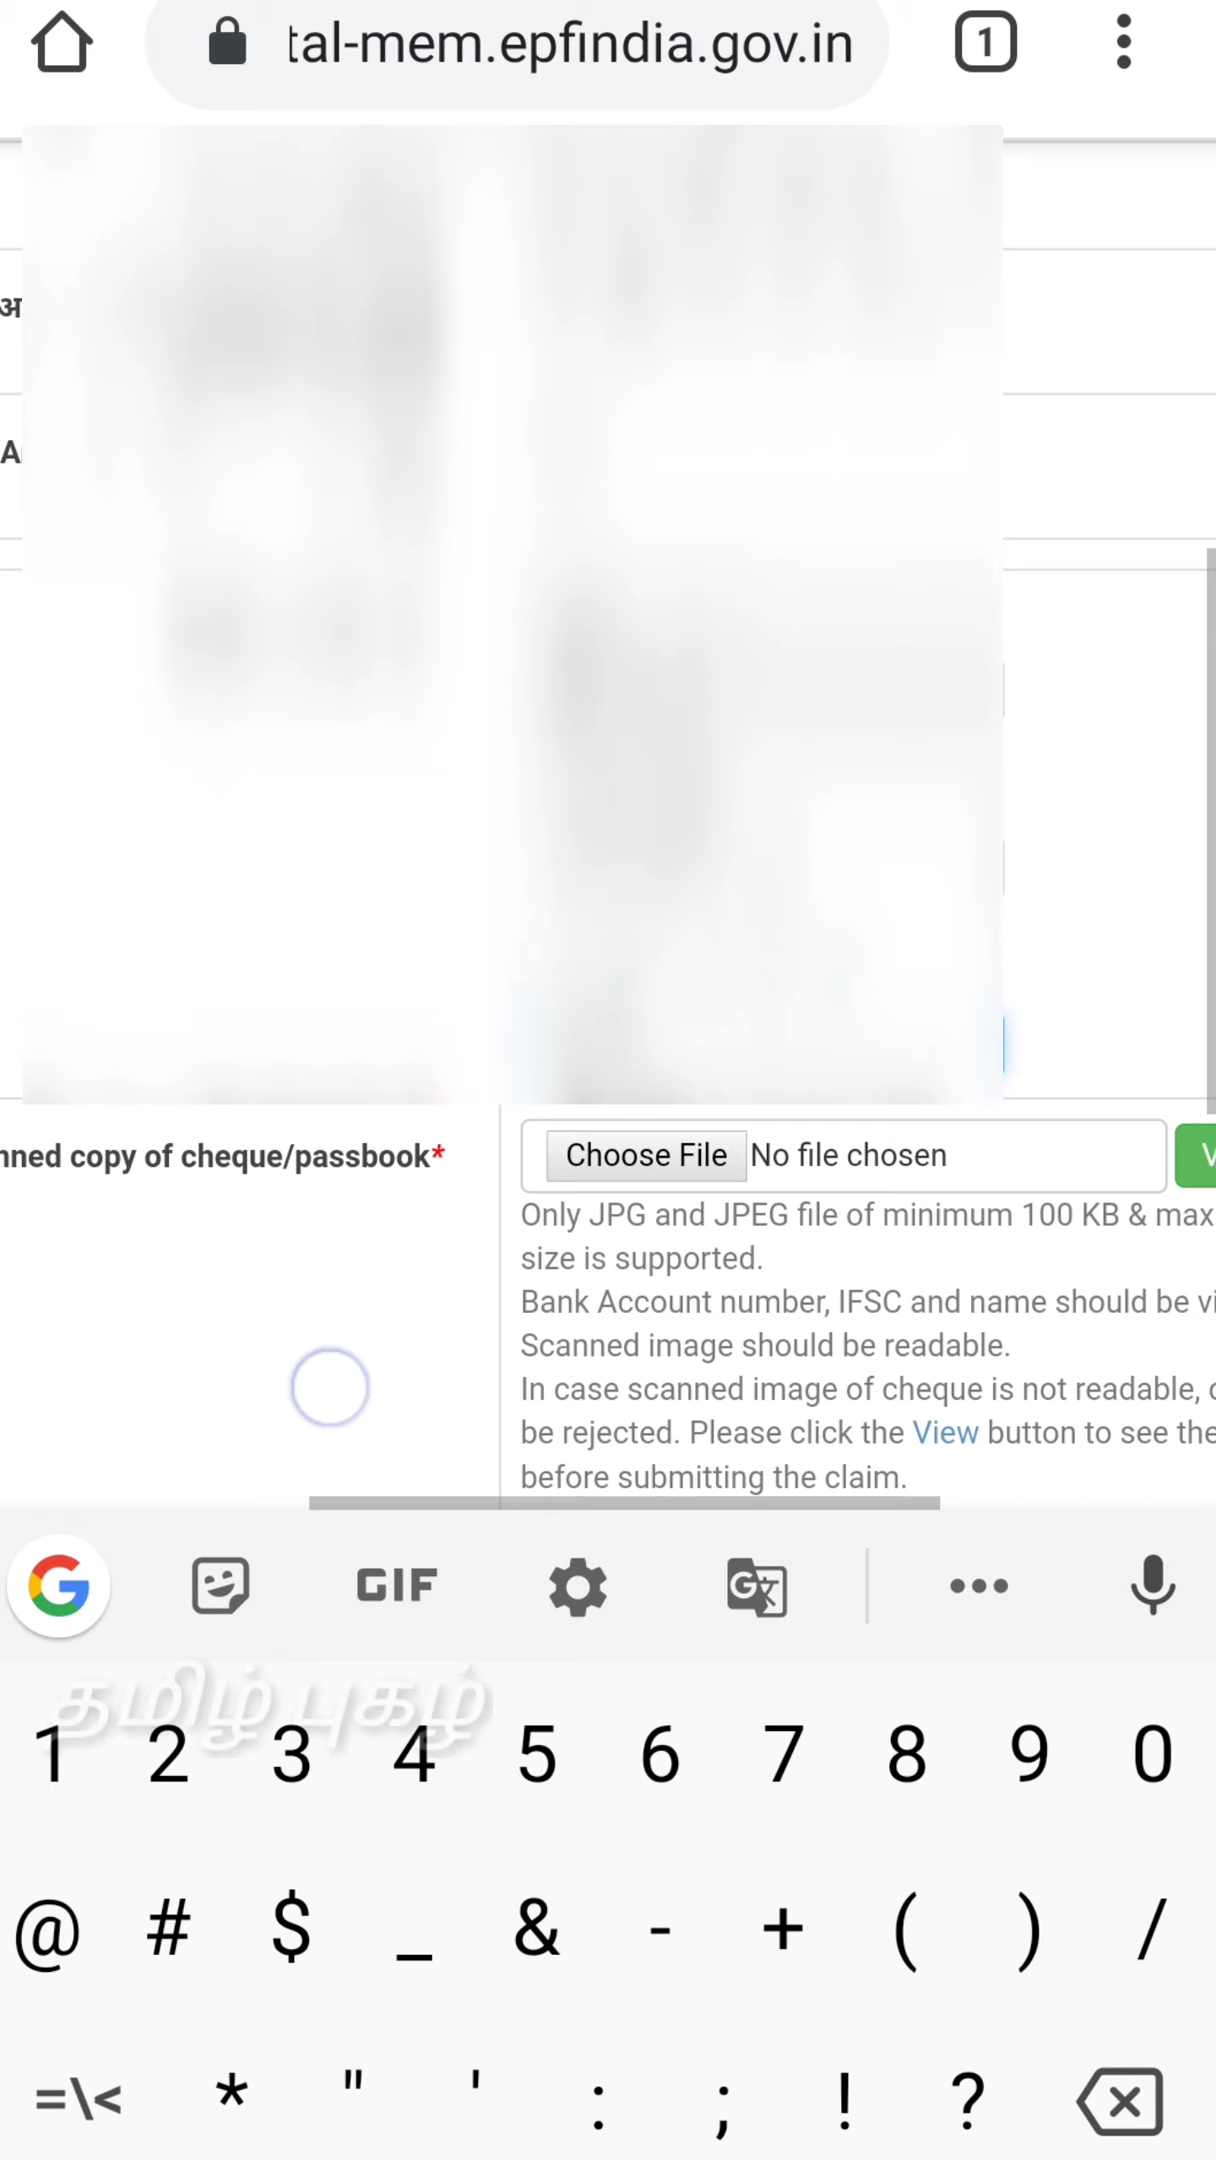 tal-mem.epfindia.gov.in
1
अ
A
nned copy of cheque/passbook*
Choose File No file chosen
V
Only JPG and JPEG file of minimum 100 KB & max
size is supported.
Bank Account number, IFSC and name should be vi
Scanned image should be readable.
In case scanned image of cheque is not readable, c
be rejected. Please click the View button to see the
before submitting the claim.
G GIF G
தமிழ் புகழ்
1 2 3 4 5 6 7 8 9 0
@ # $ _ & - + ( ) /
=\< * " ' : ; ! ?